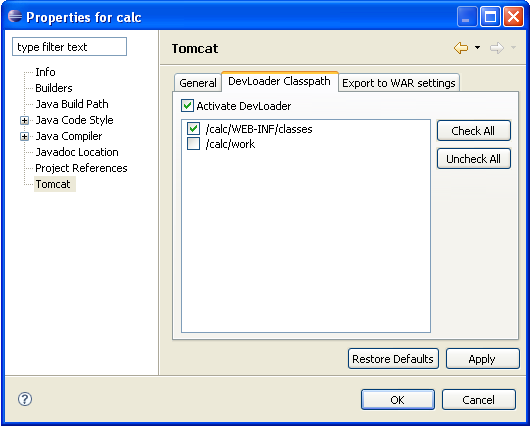 Properties for calc
type filter text
Info
Builders
Java Build Path
Java Code Style
Java Compiler
Javadoc Location
Project References
Tomcat
Tomcat
General
DevLoader Classpath
Export to WAR settings
Activate DevLoader
/calc/WEB-INF/classes
/calc/work
Check All
Uncheck All
Restore Defaults
Apply
?
OK
Cancel